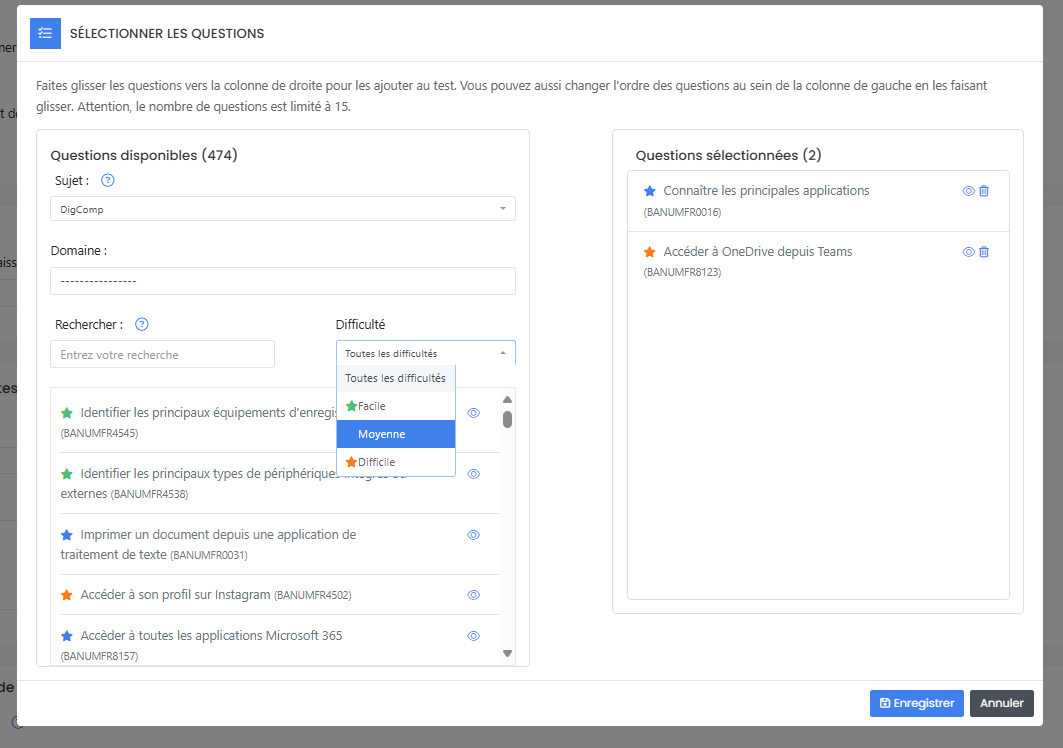 SÉLECTIONNER LES QUESTIONS
Faites glisser les questions vers la colonne de droite pour les ajouter au test. Vous pouvez aussi changer l'ordre des questions au sein de la colonne de gauche en les faisant
glisser. Attention, le nombre de questions est limité à 15.
Questions disponibles (474)
Sujet :
DigComp
Domaine :
----------------
Rechercher :
Entrez votre recherche
Difficulté
Toutes les difficultés
Toutes les difficultés
Facile
Moyenne
Difficile
Identifier les principaux équipements d'enregis
(BANUMFR4545)
Identifier les principaux types de périphériques
externes (BANUMFR4538)
Imprimer un document depuis une application de
traitement de texte (BANUMFR0031)
Accéder à son profil sur Instagram (BANUMFR4502)
Accèder à toutes les applications Microsoft 365
(BANUMFR8157)
Questions sélectionnées (2)
Connaître les principales applications
(BANUMFR0016)
Accéder à OneDrive depuis Teams
(BANUMFR8123)
Enregistrer
Annuler